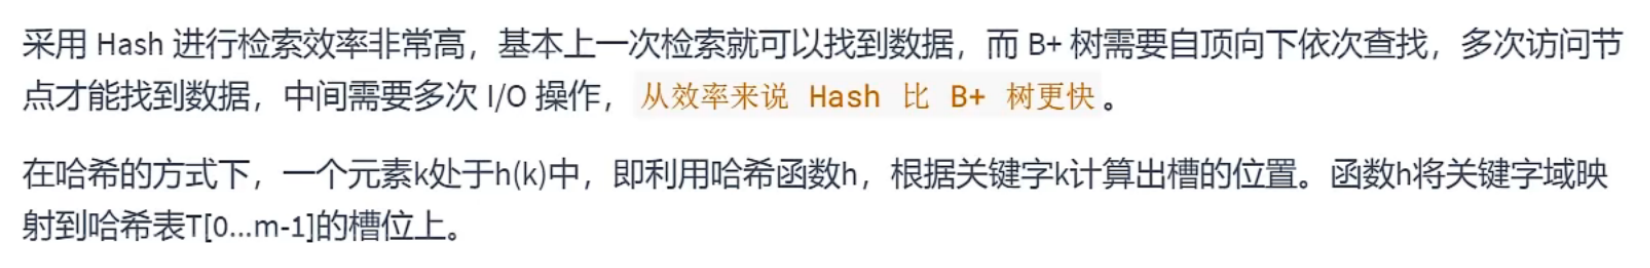 采用 Hash 进行检索效率非常高，基本上一次检索就可以找到数据，而 B+ 树需要自顶向下依次查找，多次访问节
点才能找到数据，中间需要多次 I/O 操作，从效率来说 Hash 比 B+ 树更快。
在哈希的方式下，一个元素k处于h(k)中，即利用哈希函数h，根据关键字k计算出槽的位置。函数h将关键字域映
射到哈希表T[0...m-1]的槽位上。